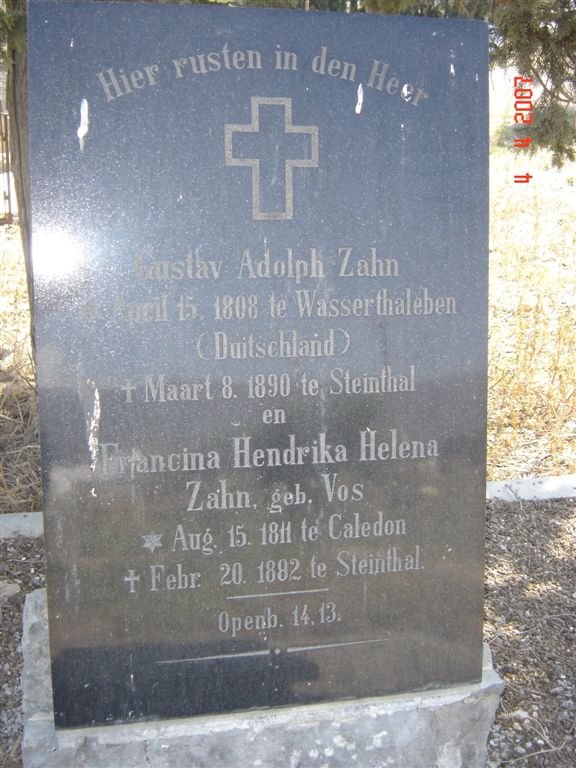 Hier rusten in den Heer
Gustav Adolph Zahn
* April 15. 1808 te Wasserthaleben
(Duitschland)
† Maart 8. 1890 te Steinthal
en
Francina Hendrika Helena
Zahn, geb. Vos
* Aug. 15. 1811 te Caledon
† Febr. 20. 1882 te Steinthal.
Openb. 14, 13.
4 4 2008